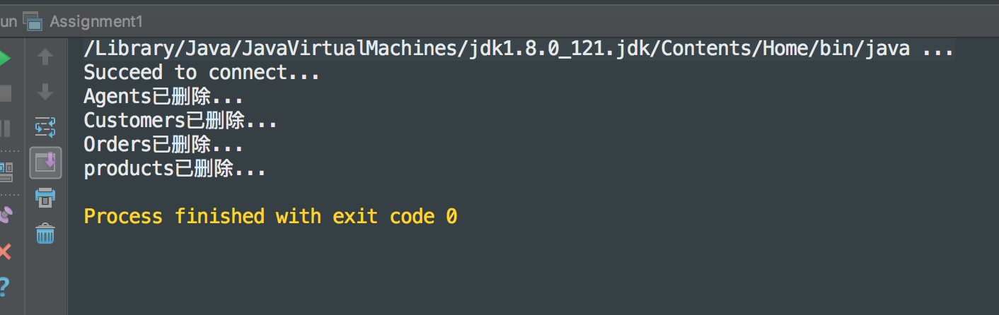 un Assignment1
/Library/Java/JavaVirtualMachines/jdk1.8.0_121.jdk/Contents/Home/bin/java ...
Succeed to connect...
Agents已删除...
Customers已删除...
Orders已删除...
products已删除...
Process finished with exit code 0